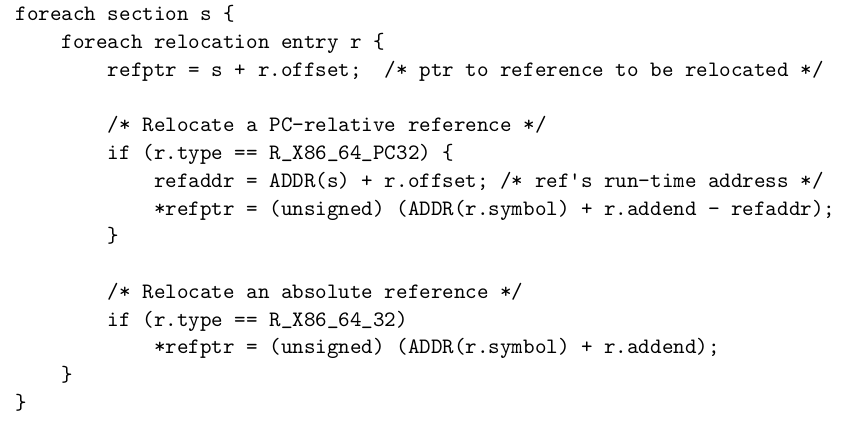 foreach section s {
    foreach relocation entry r {
        refptr = s + r.offset;  /* ptr to reference to be relocated */

        /* Relocate a PC-relative reference */
        if (r.type == R_X86_64_PC32) {
            refaddr = ADDR(s) + r.offset; /* ref's run-time address */
            *refptr = (unsigned) (ADDR(r.symbol) + r.addend - refaddr);
        }

        /* Relocate an absolute reference */
        if (r.type == R_X86_64_32)
            *refptr = (unsigned) (ADDR(r.symbol) + r.addend);
    }
}